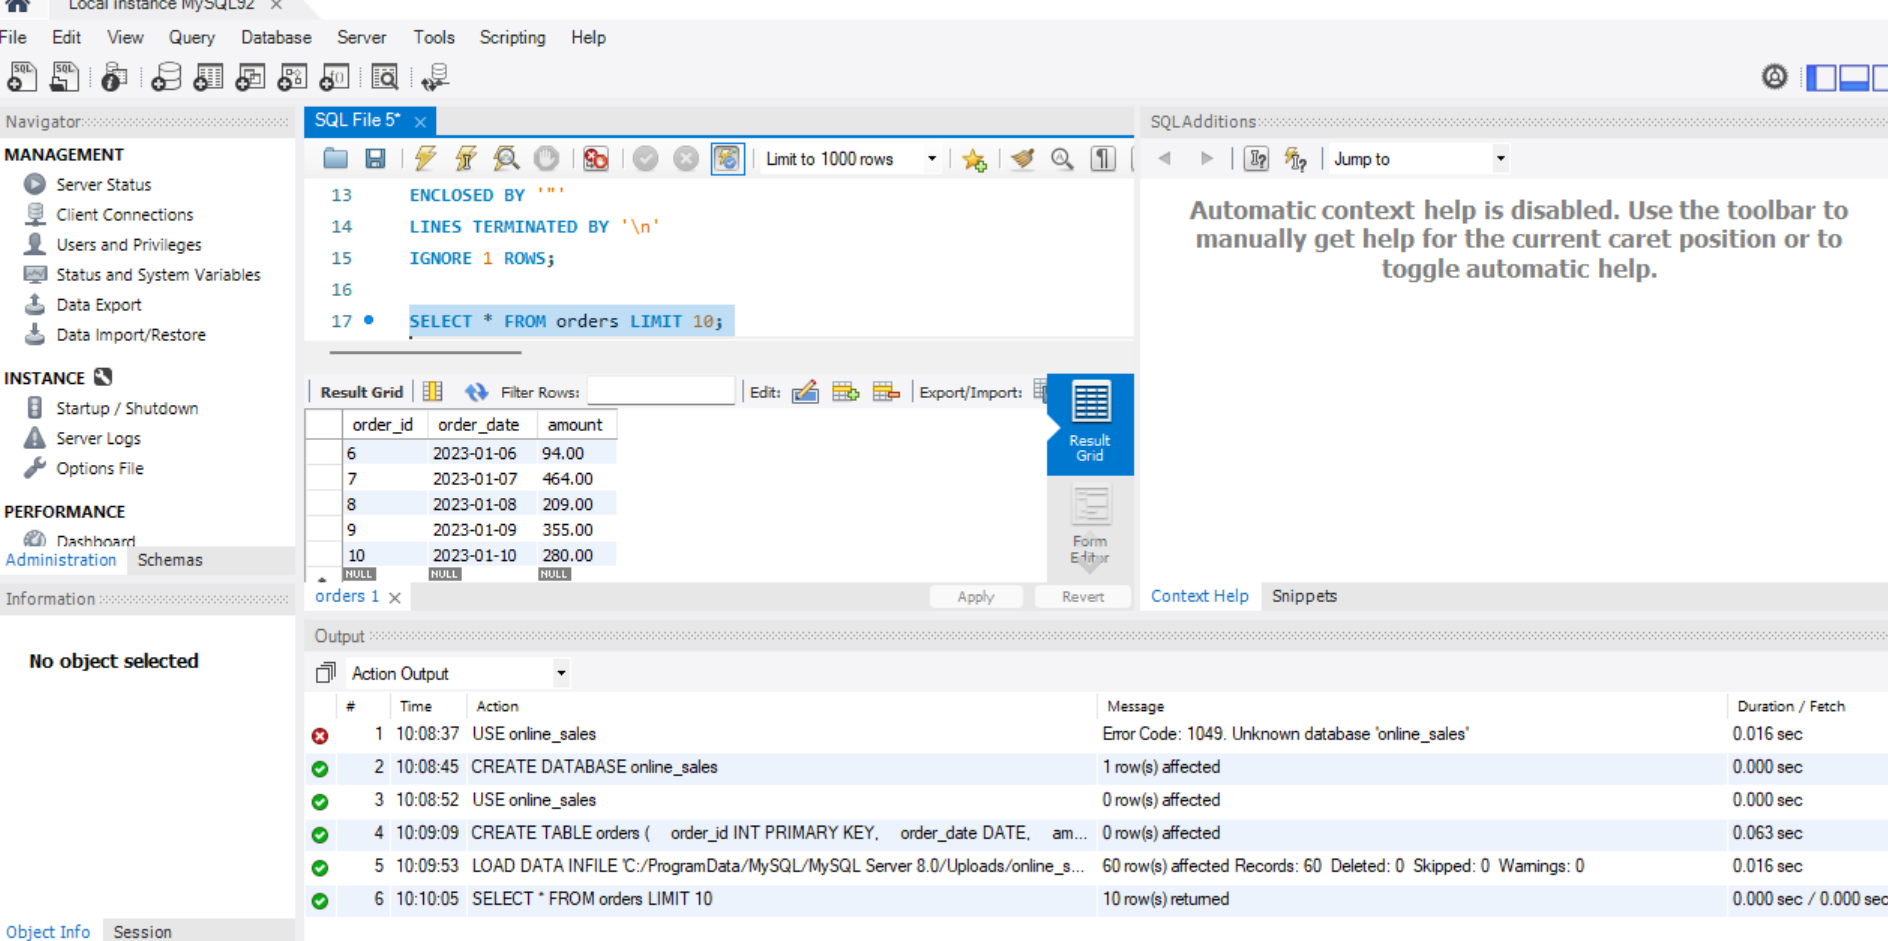 Local instance MySQL92
File Edit View Query Database Server Tools Scripting Help
SQL SQL
Navigator
MANAGEMENT
Server Status
Client Connections
Users and Privileges
Status and System Variables
Data Export
Data Import/Restore
INSTANCE
Startup / Shutdown
Server Logs
Options File
PERFORMANCE
Dashboard
Administration Schemas
Information
No object selected
Object Info Session
SQL File 5*
Limit to 1000 rows
13 ENCLOSED BY '"'
14 LINES TERMINATED BY '\n'
15 IGNORE 1 ROWS;
16
17 SELECT * FROM orders LIMIT 10;
Result Grid Filter Rows: Edit: Export/Import:
order_id order_date amount
6 2023-01-06 94.00
7 2023-01-07 464.00
8 2023-01-08 209.00
9 2023-01-09 355.00
10 2023-01-10 280.00
NULL NULL NULL
Result
Grid
Form
Editor
orders 1 Apply Revert
SQLAdditions
Jump to
Automatic context help is disabled. Use the toolbar to
manually get help for the current caret position or to
toggle automatic help.
Context Help Snippets
Output
Action Output
# Time Action Message Duration / Fetch
1 10:08:37 USE online_sales Error Code: 1049. Unknown database 'online_sales' 0.016 sec
2 10:08:45 CREATE DATABASE online_sales 1 row(s) affected 0.000 sec
3 10:08:52 USE online_sales 0 row(s) affected 0.000 sec
4 10:09:09 CREATE TABLE orders ( order_id INT PRIMARY KEY, order_date DATE, am... 0 row(s) affected 0.063 sec
5 10:09:53 LOAD DATA INFILE 'C:/ProgramData/MySQL/MySQL Server 8.0/Uploads/online_s... 60 row(s) affected Records: 60 Deleted: 0 Skipped: 0 Warnings: 0 0.016 sec
6 10:10:05 SELECT * FROM orders LIMIT 10 10 row(s) returned 0.000 sec / 0.000 sec